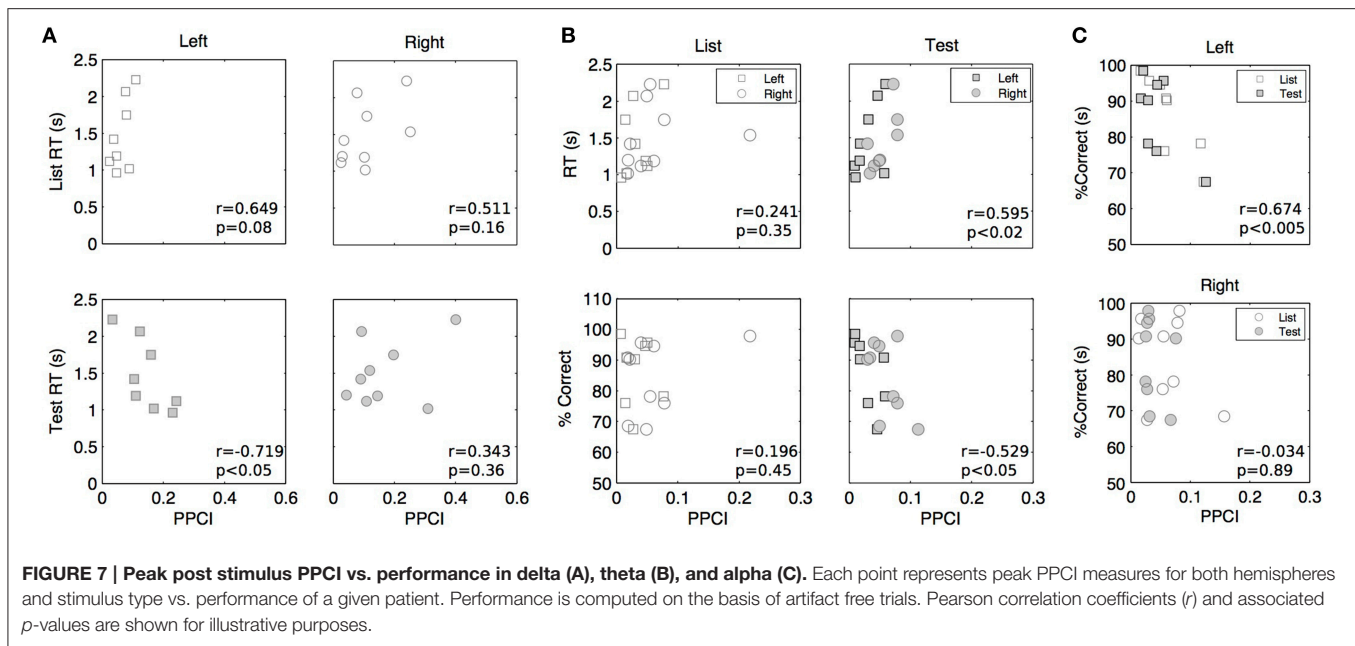 A
Left
Right
2.5
2
1.5
1
0.5
0
List RT (s)
r=0.649
p=0.08
r=0.511
p=0.16
2.5
2
1.5
1
0.5
0
Test RT (s)
r=-0.719
p<0.05
r=0.343
p=0.36
0 0.2 0.4 0.6
PPCI
0 0.2 0.4 0.6
PPCI
B
List
Test
2.5
2
1.5
1
0.5
0
RT (s)
Left
Right
r=0.241
p=0.35
Left
Right
r=0.595
p<0.02
110
100
90
80
70
60
50
% Correct
r=0.196
p=0.45
r=-0.529
p<0.05
0 0.1 0.2 0.3
PPCI
0 0.1 0.2 0.3
PPCI
C
Left
100
90
80
70
60
50
%Correct (s)
List
Test
r=0.674
p<0.005
Right
100
90
80
70
60
50
%Correct (s)
List
Test
r=-0.034
p=0.89
0 0.1 0.2 0.3
PPCI
FIGURE 7 | Peak post stimulus PPCI vs. performance in delta (A), theta (B), and alpha (C). Each point represents peak PPCI measures for both hemispheres
and stimulus type vs. performance of a given patient. Performance is computed on the basis of artifact free trials. Pearson correlation coefficients (r) and associated
p-values are shown for illustrative purposes.